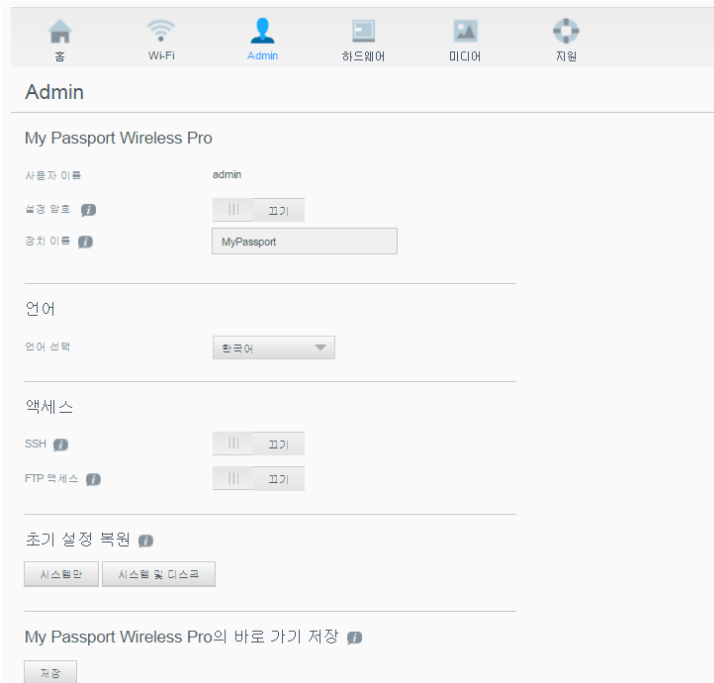 홈 Wi-Fi Admin 하드웨어 미디어 지원
Admin
My Passport Wireless Pro
사용자 이름 admin
설정 암호 끄기
장치 이름 MyPassport
언어
언어 선택 한국어
액세스
SSH 끄기
FTP 액세스 끄기
초기 설정 복원
시스템만 시스템 및 디스크
My Passport Wireless Pro의 바로 가기 저장
저장